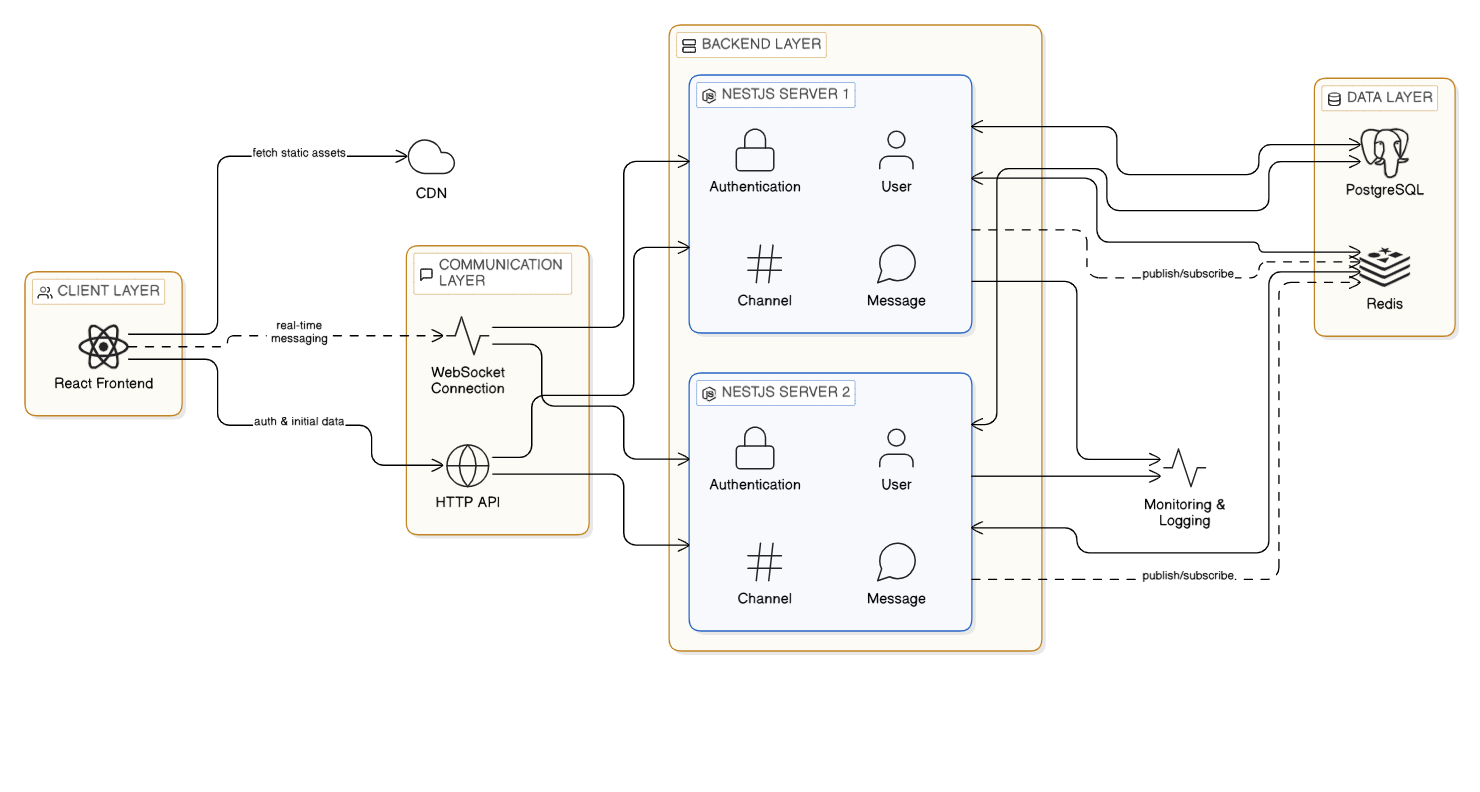 BACKEND LAYER
NESTJS SERVER 1
Authentication
User
Channel
Message
NESTJS SERVER 2
Authentication
User
Channel
Message
DATA LAYER
PostgreSQL
Redis
fetch static assets
CDN
COMMUNICATION
LAYER
WebSocket
Connection
HTTP API
CLIENT LAYER
React Frontend
real-time
messaging
auth & initial data
publish/subscribe
Monitoring &
Logging
publish/subscribe